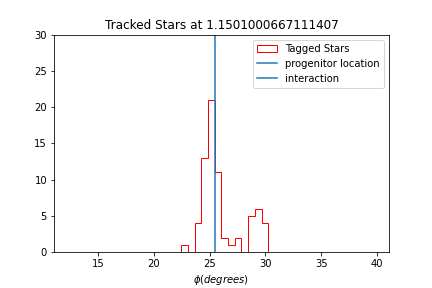 Tracked Stars at 1.1501000667111407
30
25
20
15
10
5
0
Tagged Stars
progenitor location
interaction
15 20 25 30 35 40
ϕ(degrees)